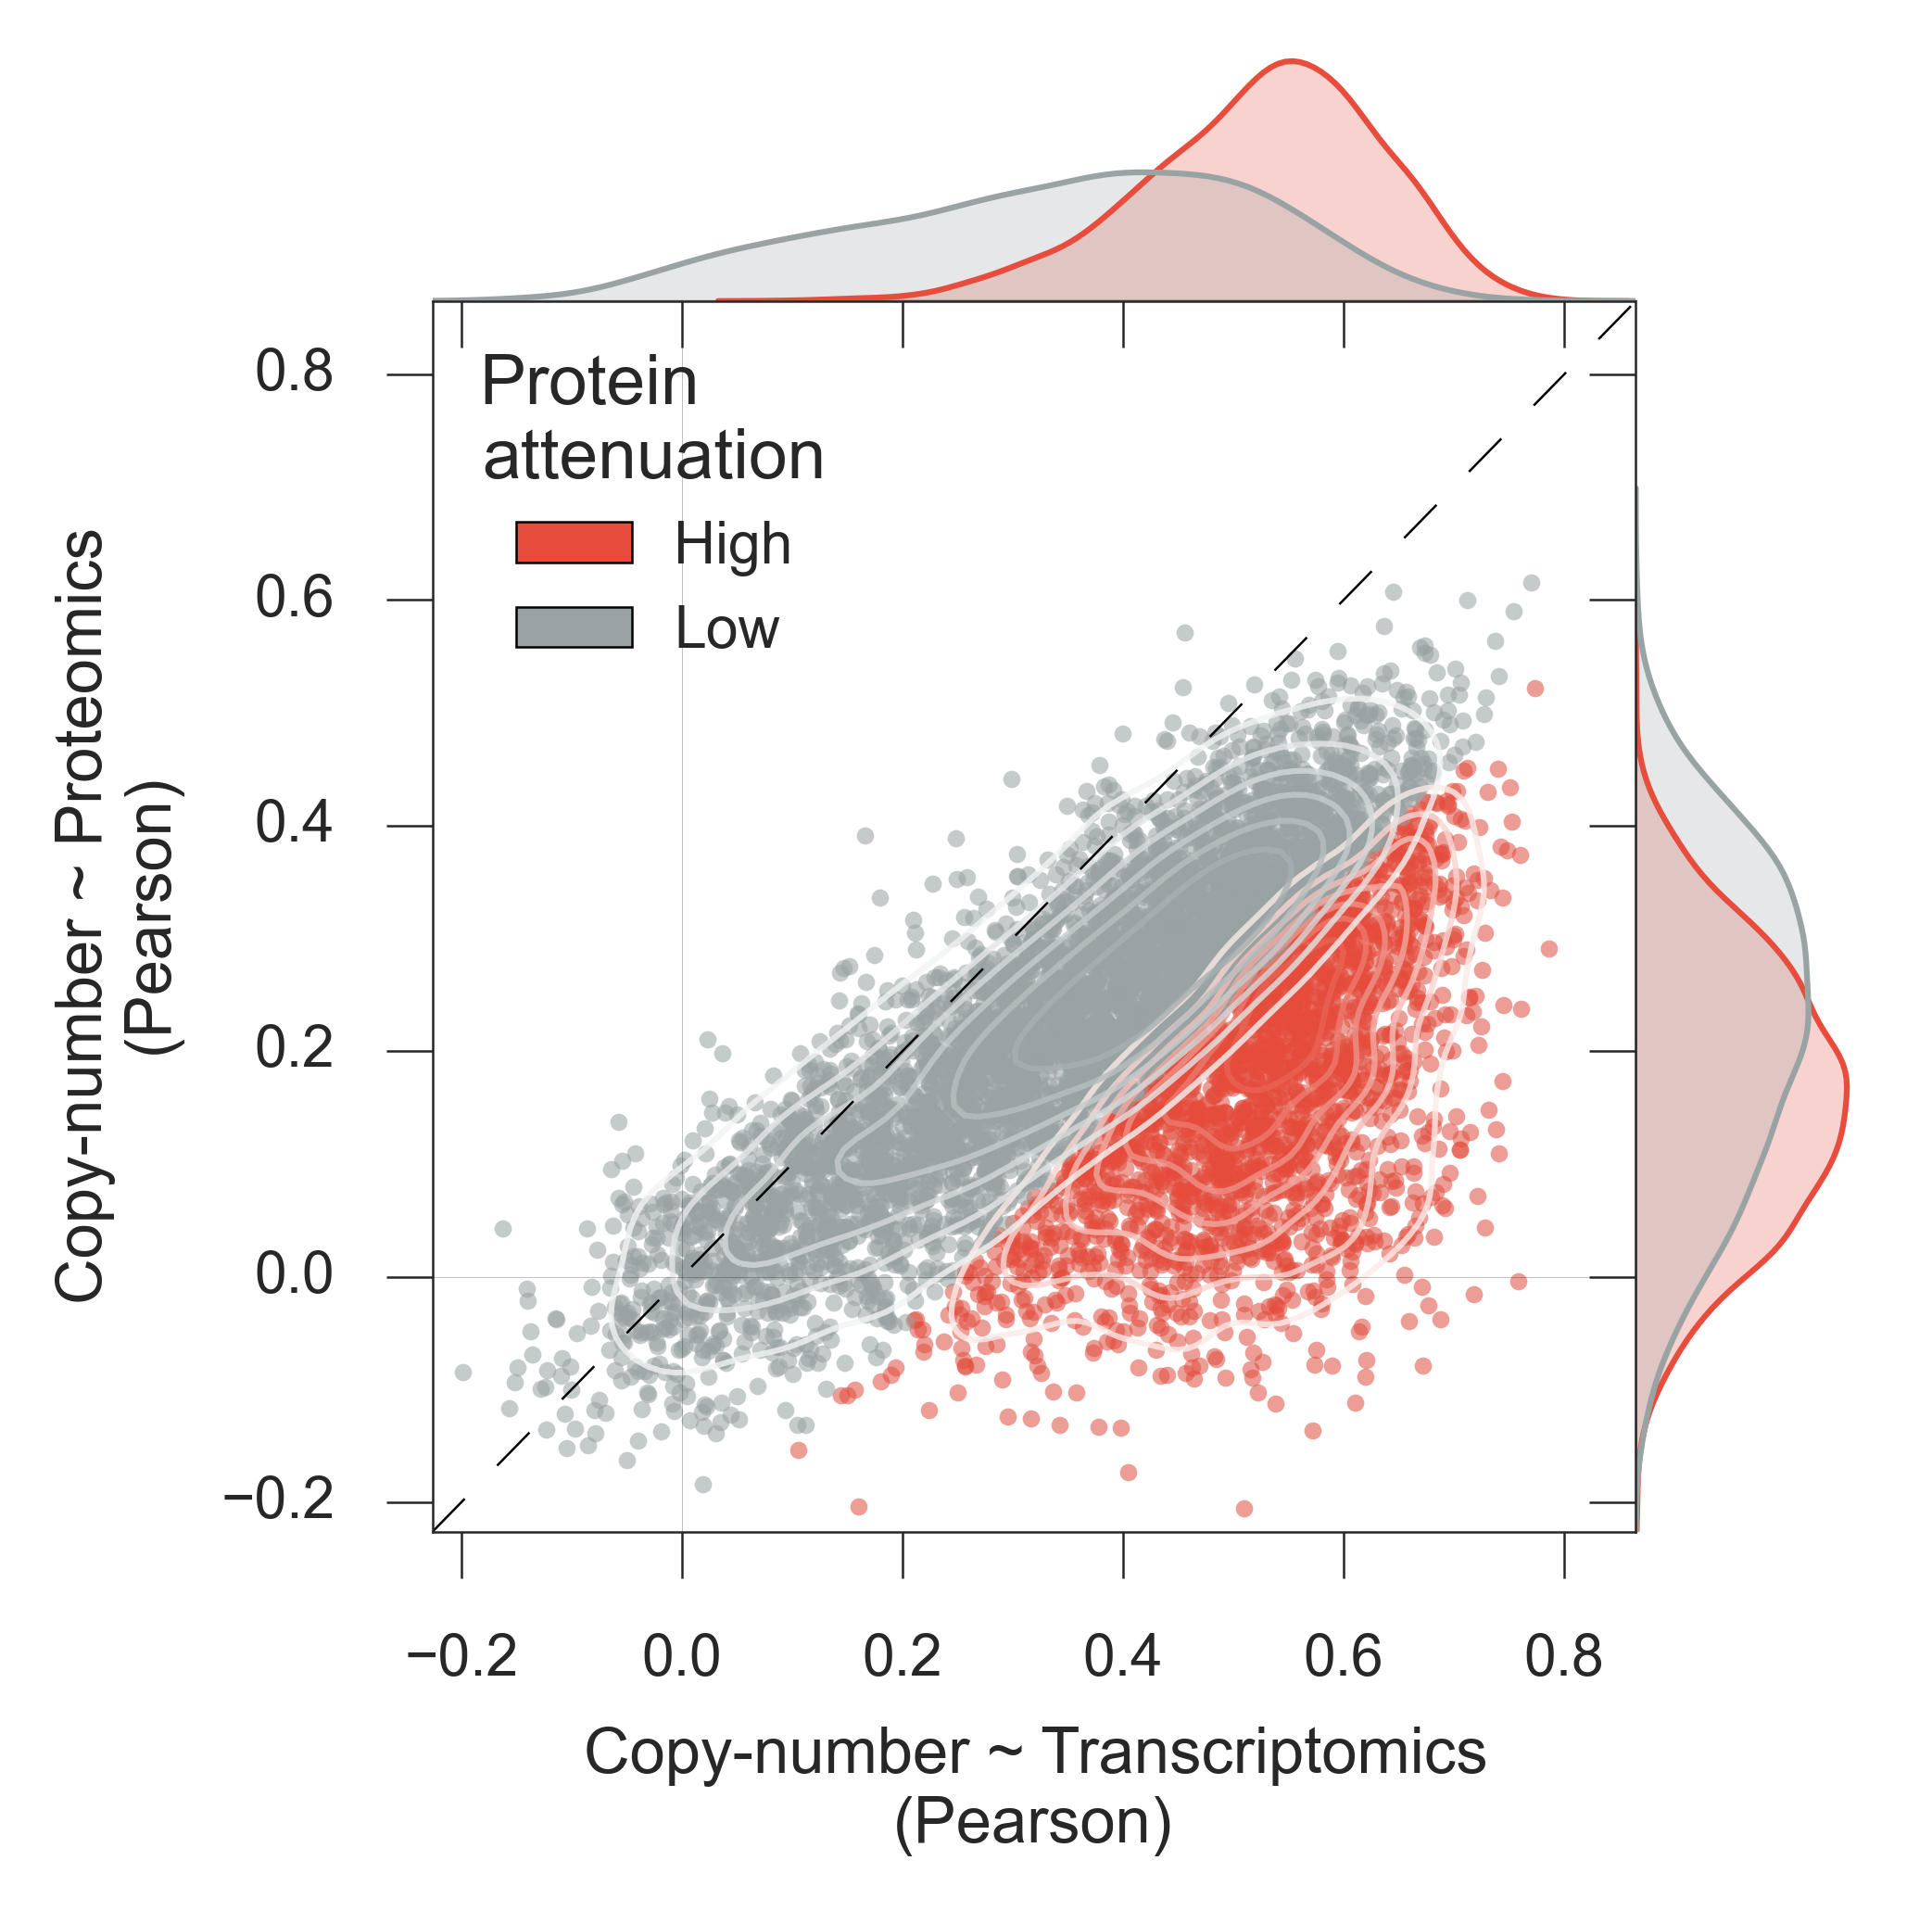 Protein
attenuation
High
Low
0.8
0.6
0.4
0.2
0.0
−0.2
Copy-number ~ Proteomics
(Pearson)
−0.2 0.0 0.2 0.4 0.6 0.8
Copy-number ~ Transcriptomics
(Pearson)